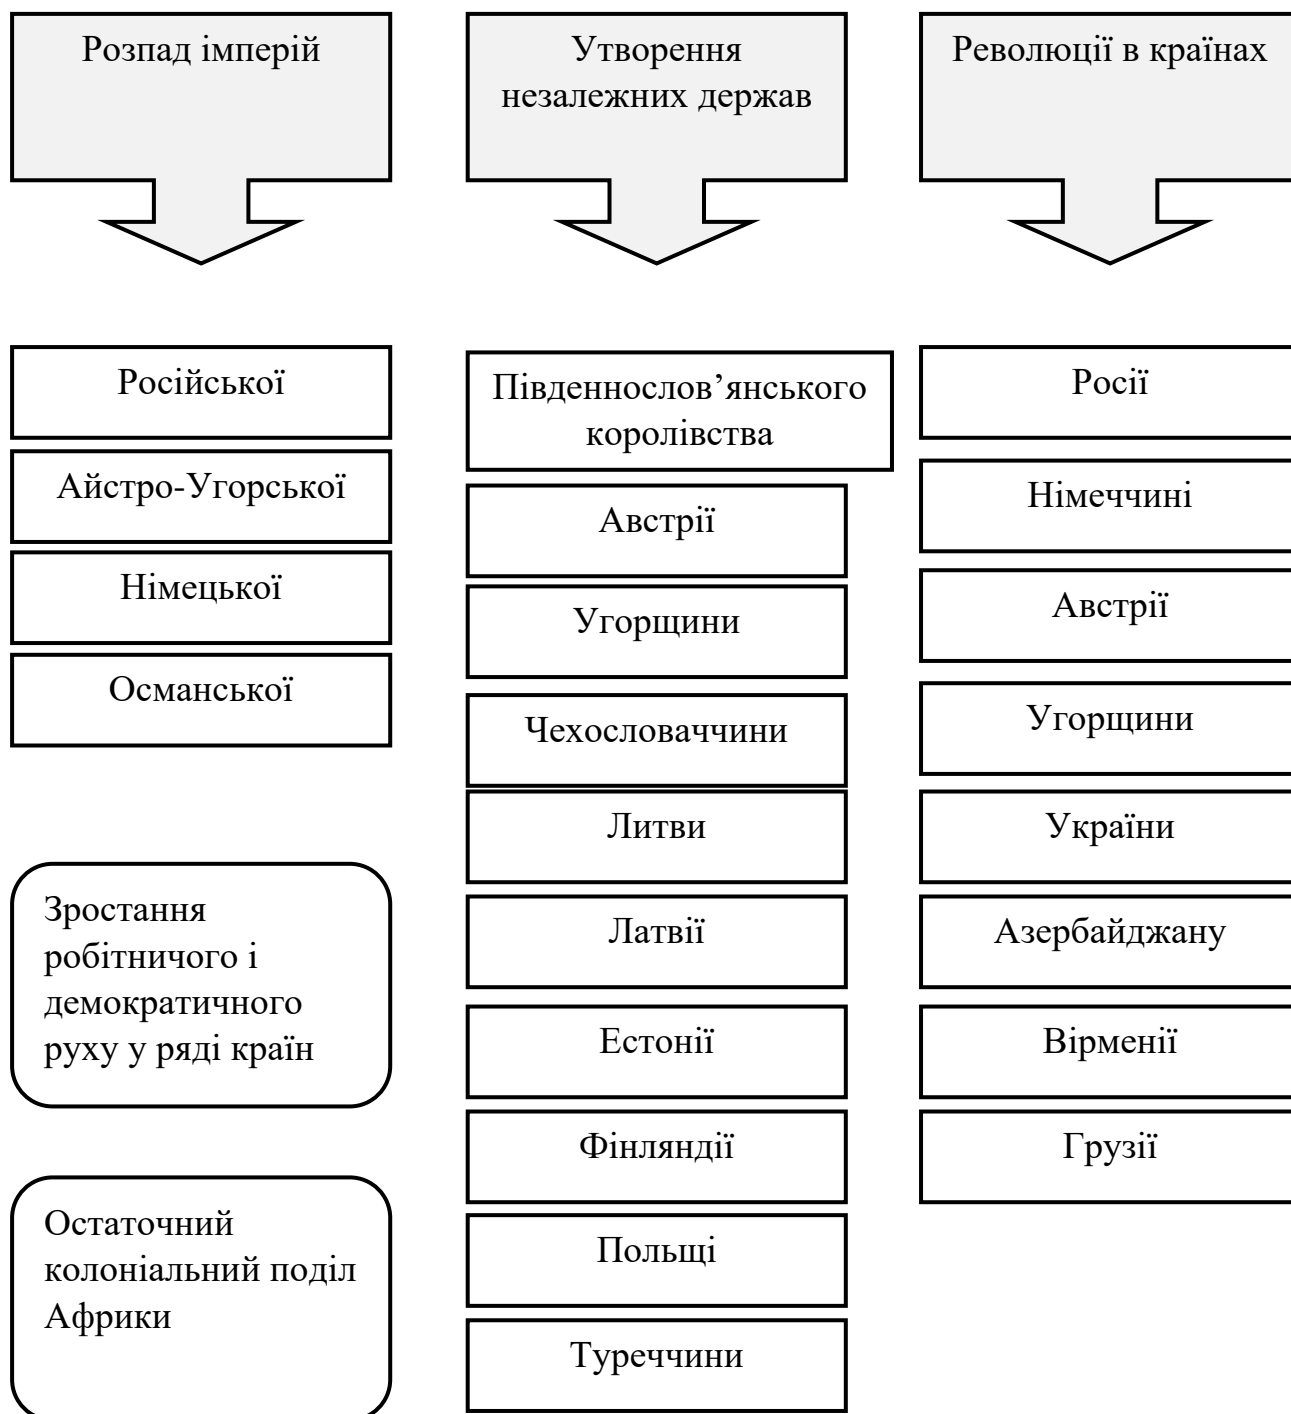 Розпад імперій
Російської
Айстро-Угорської
Німецької
Османської
Зростання
робітничого і
демократичного
руху у ряді країн
Остаточний
колоніальний поділ
Африки
Утворення
незалежних держав
Південнослов’янського
королівства
Австрії
Угорщини
Чехословаччини
Литви
Латвії
Естонії
Фінляндії
Польщі
Туреччини
Революції в країнах
Росії
Німеччині
Австрії
Угорщини
України
Азербайджану
Вірменії
Грузії